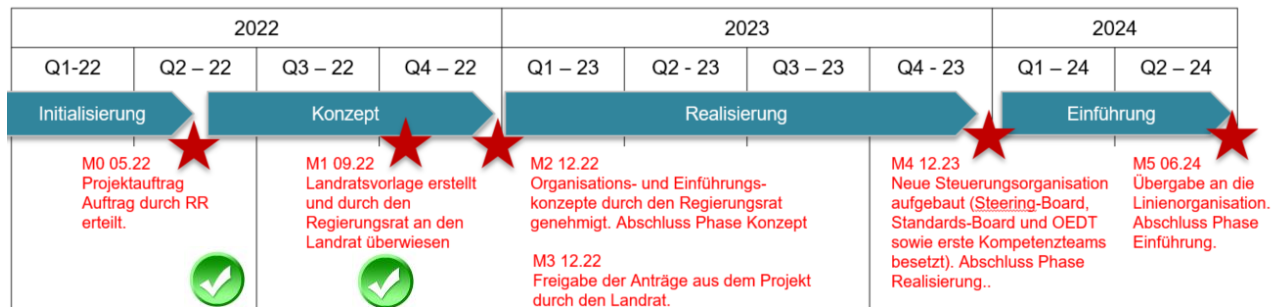 2022
2023
2024
Q1-22
Q2 – 22
Q3 – 22
Q4 – 22
Q1 – 23
Q2 - 23
Q3 – 23
Q4 - 23
Q1 – 24
Q2 – 24
Initialisierung
Konzept
Realisierung
Einführung
M0 05.22
Projektauftrag
Auftrag durch RR
erteilt.
M1 09.22
Landratsvorlage erstellt
und durch den
Regierungsrat an den
Landrat überwiesen
M2 12.22
Organisations- und Einführungs-
konzepte durch den Regierungsrat
genehmigt. Abschluss Phase Konzept
M3 12.22
Freigabe der Anträge aus dem Projekt
durch den Landrat.
M4 12.23
Neue Steuerungsorganisation
aufgebaut (Steering-Board,
Standards-Board und OEDT
sowie erste Kompetenzteams
besetzt). Abschluss Phase
Realisierung..
M5 06.24
Übergabe an die
Linienorganisation.
Abschluss Phase
Einführung.